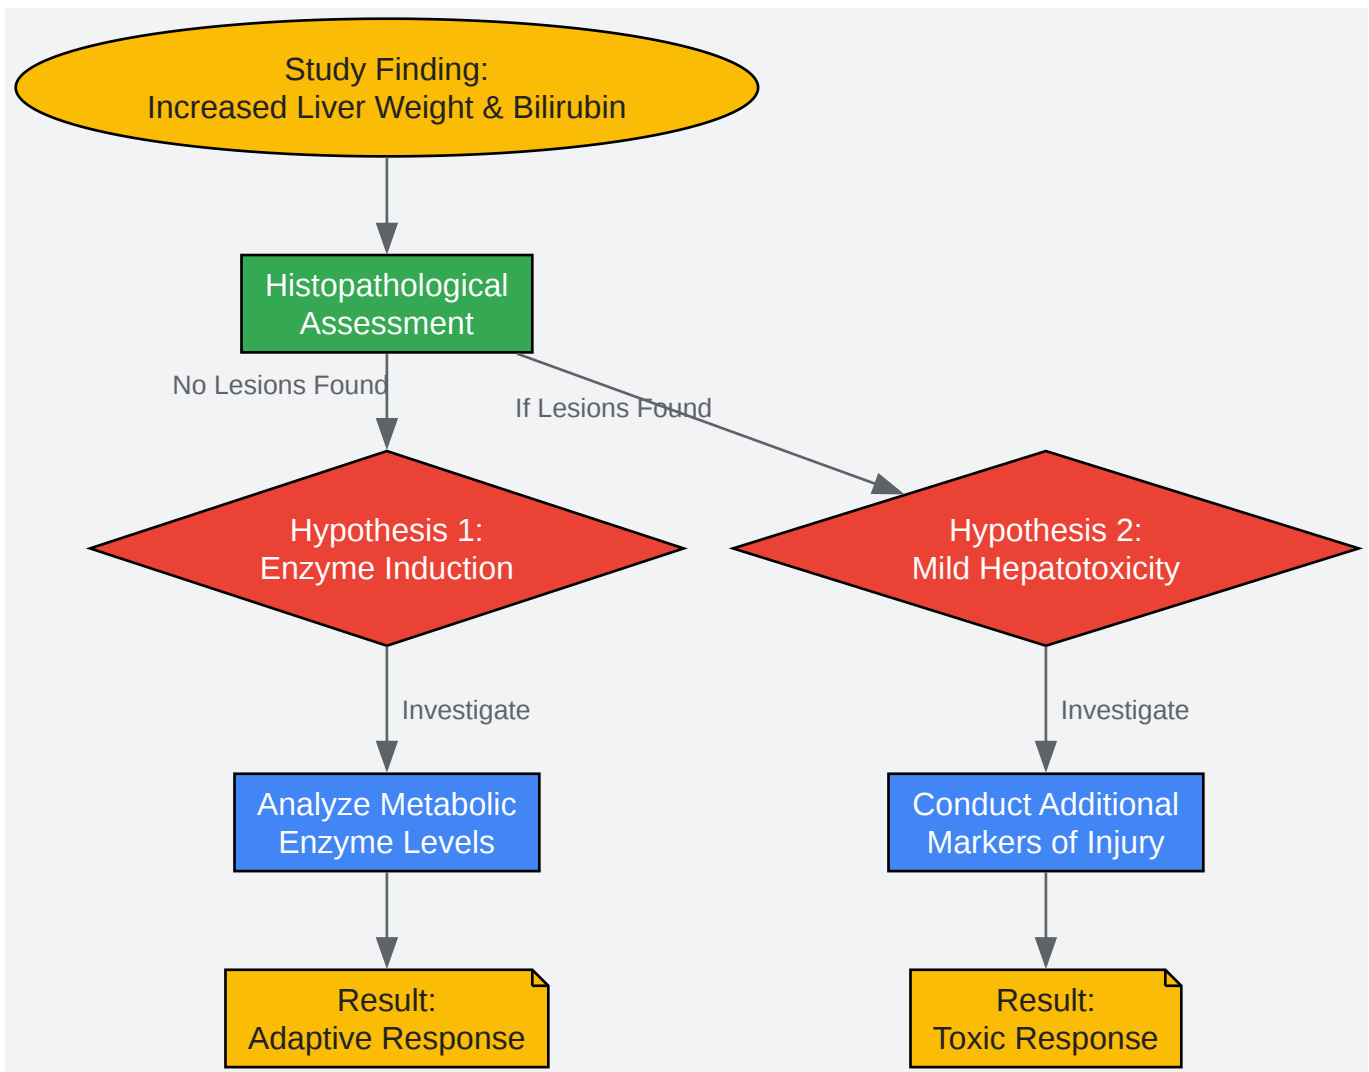 Study Finding:
Increased Liver Weight & Bilirubin
Histopathological
Assessment
No Lesions Found
If Lesions Found
Hypothesis 1:
Enzyme Induction
Hypothesis 2:
Mild Hepatotoxicity
Investigate
Investigate
Analyze Metabolic
Enzyme Levels
Conduct Additional
Markers of Injury
Result:
Adaptive Response
Result:
Toxic Response